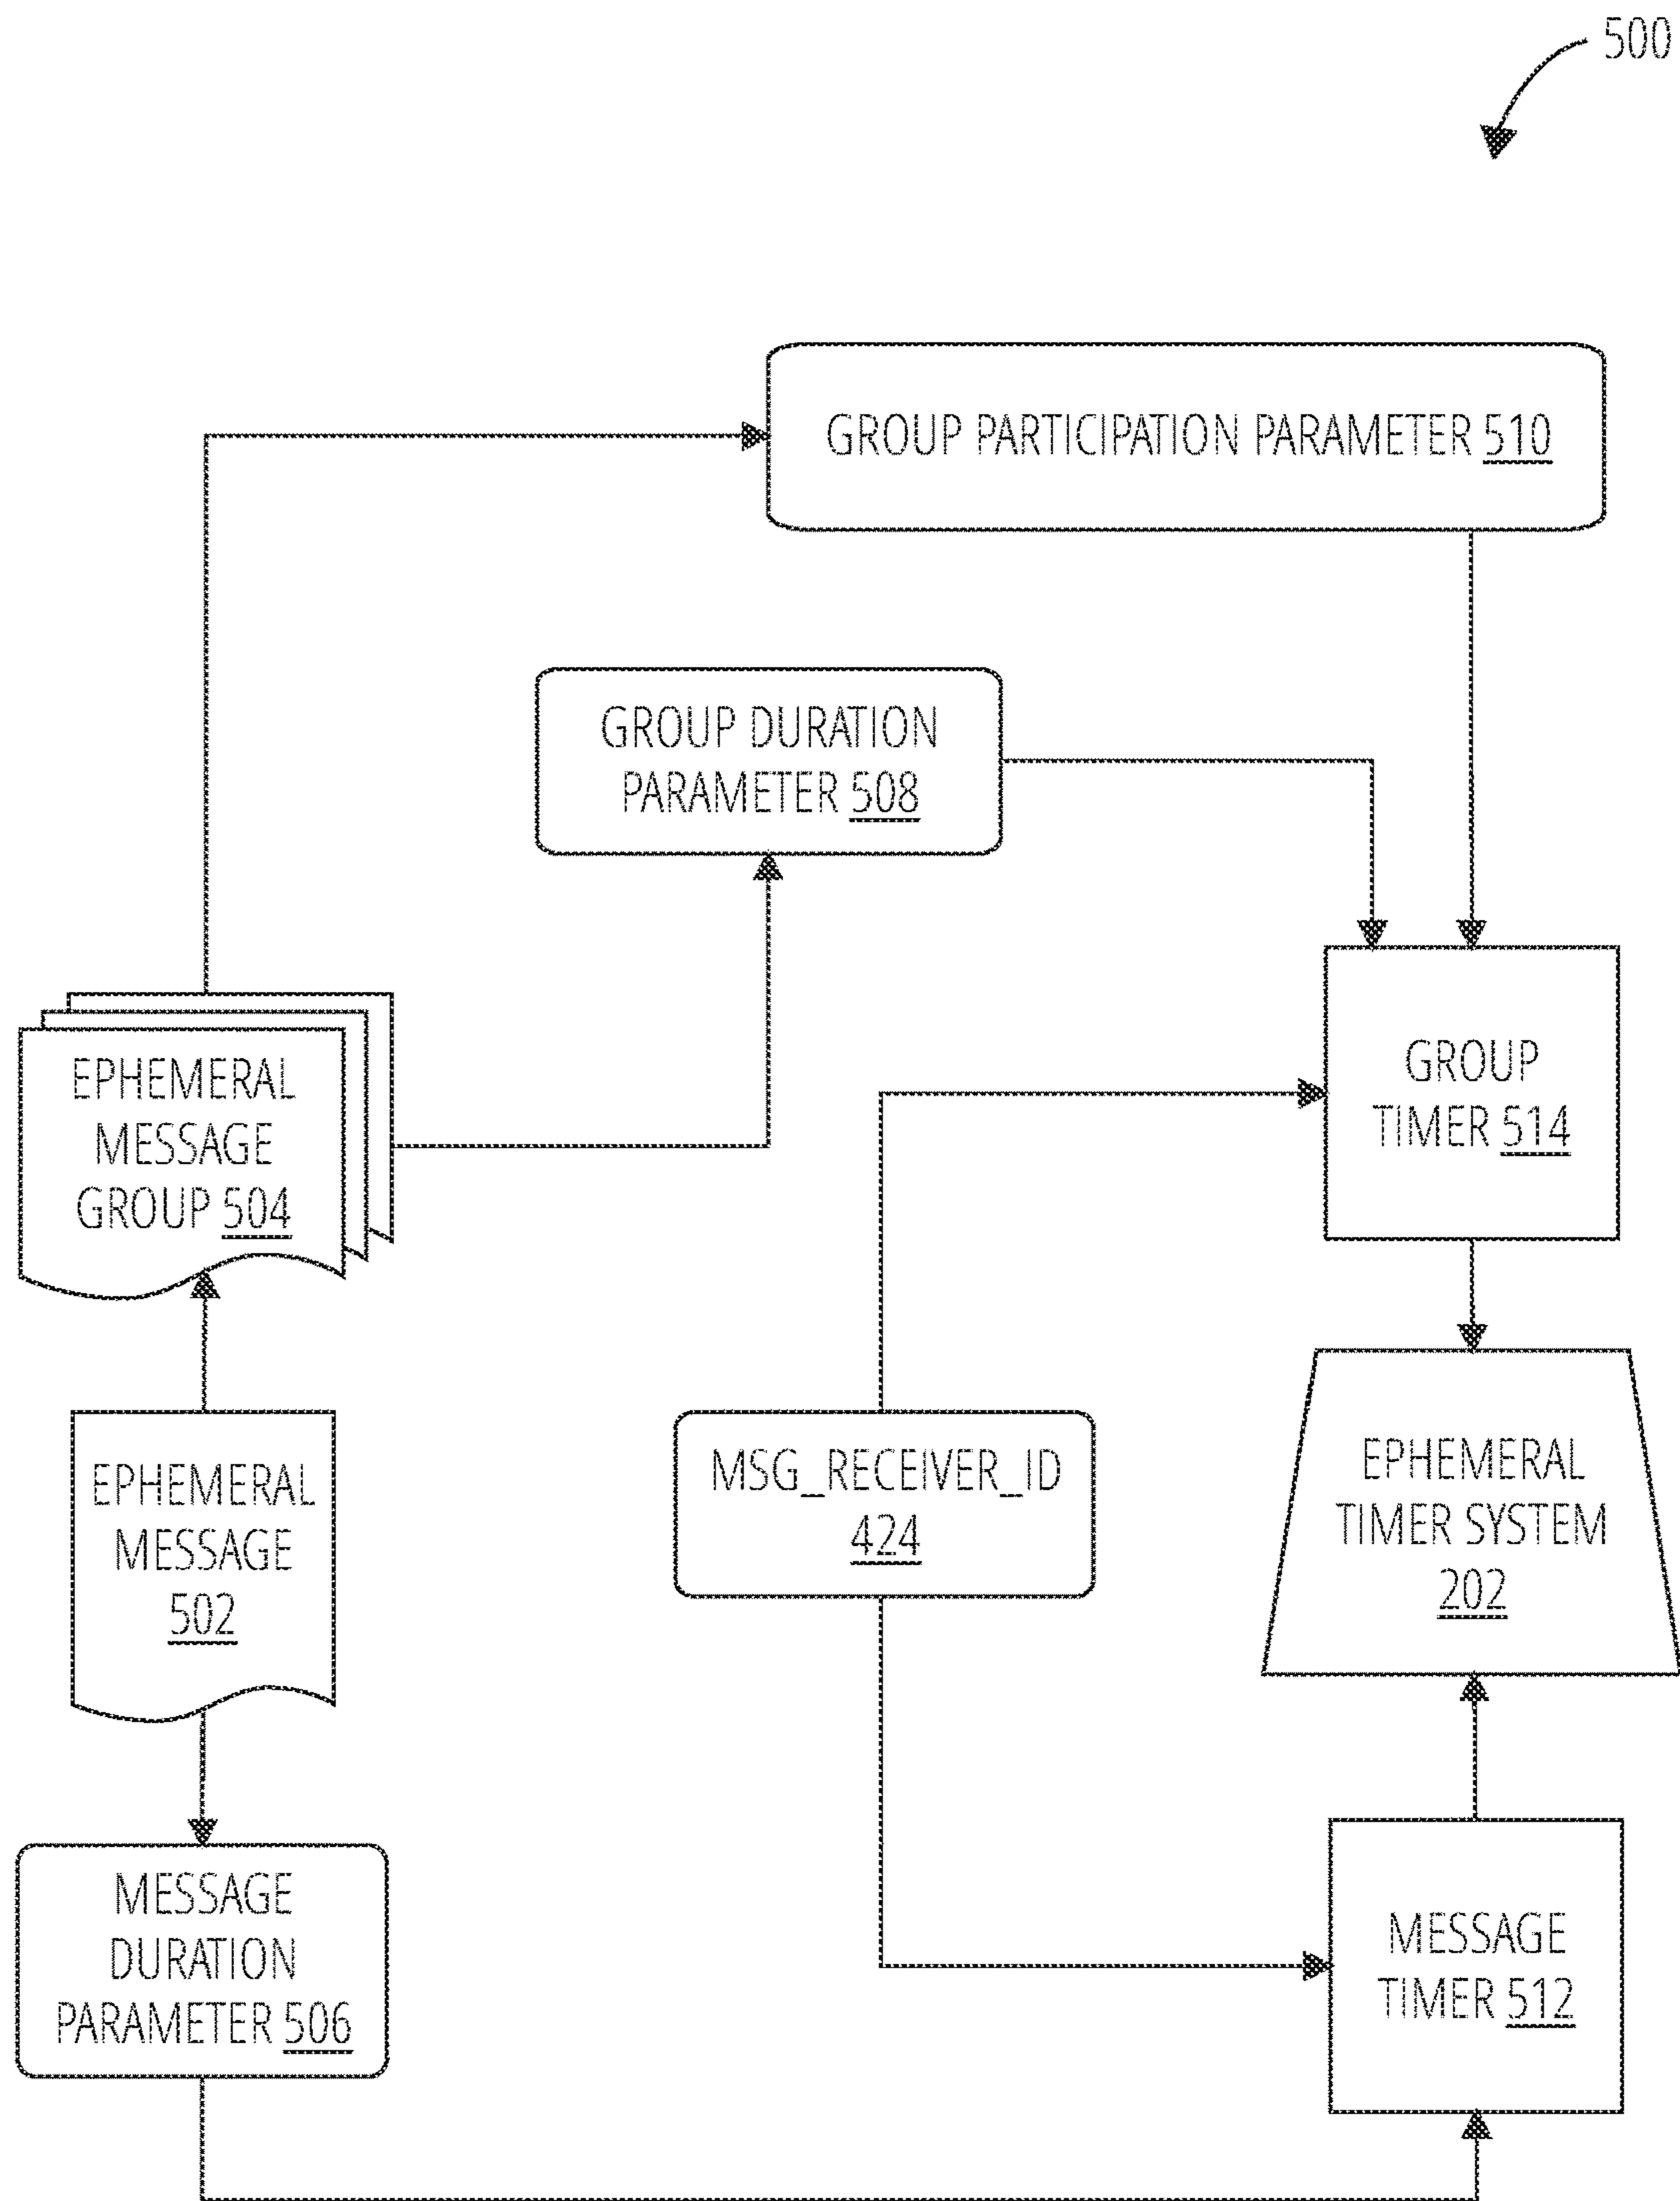 500
GROUP PARTICIPATION PARAMETER 510
GROUP DURATION
PARAMETER 508
EPHEMERAL
MESSAGE
GROUP 504
GROUP
TIMER 514
EPHEMERAL
MESSAGE
502
MSG_RECEIVER_ID
424
EPHEMERAL
TIMER SYSTEM
202
MESSAGE
DURATION
PARAMETER 506
MESSAGE
TIMER 512